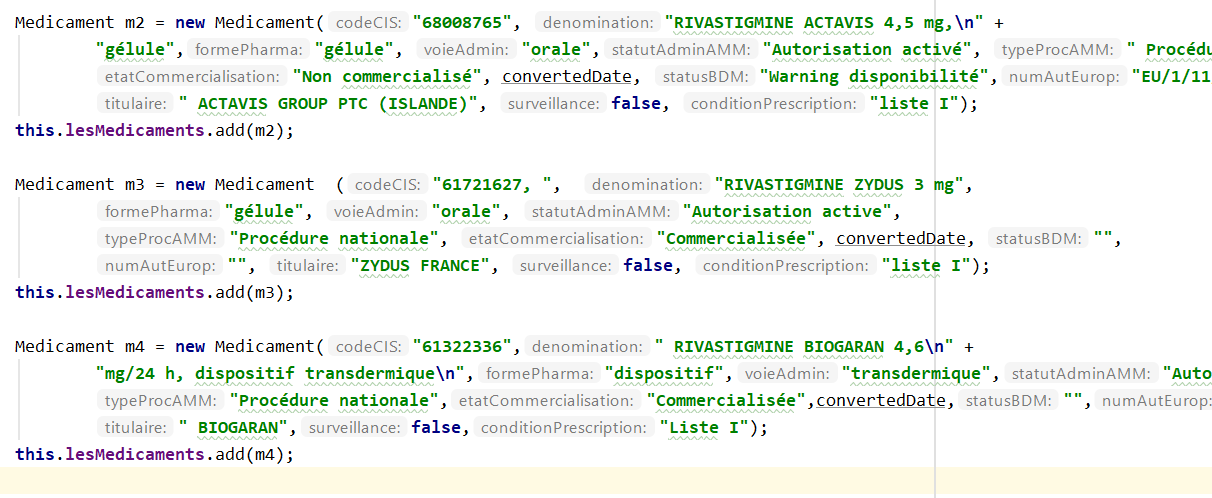 Medicament m2 = new Medicament( codeCIS: "68008765", denomination: "RIVASTIGMINE ACTAVIS 4,5 mg,\n" +
"gélule", formePharma: "gélule", voieAdmin: "orale", statutAdminAMM: "Autorisation activé", typeProcAMM: " Procédu
etatCommercialisation: "Non commercialisé", convertedDate, statusBDM: "Warning disponibilité", numAutEurop: "EU/1/11
titulaire: " ACTAVIS GROUP PTC (ISLANDE)", surveillance: false, conditionPrescription: "liste I");
this.lesMedicaments.add(m2);
Medicament m3 = new Medicament ( codeCIS: "61721627, ", denomination: "RIVASTIGMINE ZYDUS 3 mg",
formePharma: "gélule", voieAdmin: "orale", statutAdminAMM: "Autorisation active",
typeProcAMM: "Procédure nationale", etatCommercialisation: "Commercialisée", convertedDate, statusBDM: "",
numAutEurop: "", titulaire: "ZYDUS FRANCE", surveillance: false, conditionPrescription: "liste I");
this.lesMedicaments.add(m3);
Medicament m4 = new Medicament( codeCIS: "61322336", denomination: " RIVASTIGMINE BIOGARAN 4,6\n" +
"mg/24 h, dispositif transdermique\n", formePharma: "dispositif", voieAdmin: "transdermique", statutAdminAMM: "Auto
typeProcAMM: "Procédure nationale", etatCommercialisation: "Commercialisée",convertedDate, statusBDM: "", numAutEurop:
titulaire: " BIOGARAN", surveillance: false, conditionPrescription: "Liste I");
this.lesMedicaments.add(m4);